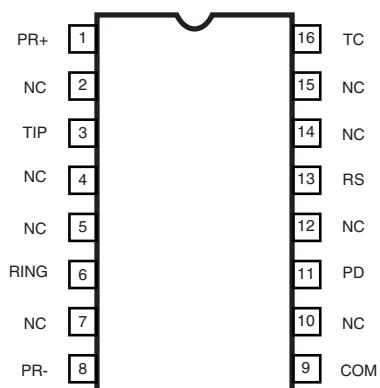 PR+ 1 16 TC
NC 2 15 NC
TIP 3 14 NC
NC 4 13 RS
NC 5 12 NC
RING 6 11 PD
NC 7 10 NC
PR- 8 9 COM